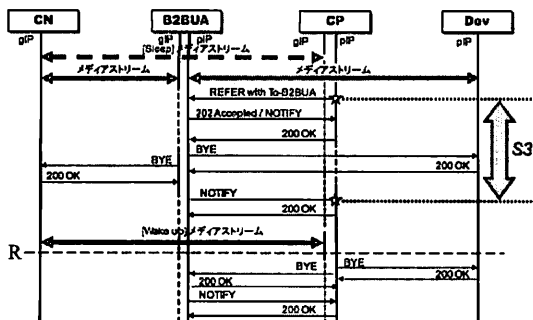 CN B2BUA CP Dev
gIP gIP pIP gIP pIP pIP
[Sleep]メディアストリーム
メディアストリーム メディアストリーム
REFER with To-B2BUA
202 Accepted / NOTIFY
200 OK
BYE
S3
BYE 200 OK
200 OK
NOTIFY
200 OK
[Wake up]メディアストリーム
R
BYE BYE
200 OK 200 OK
NOTIFY
200 OK